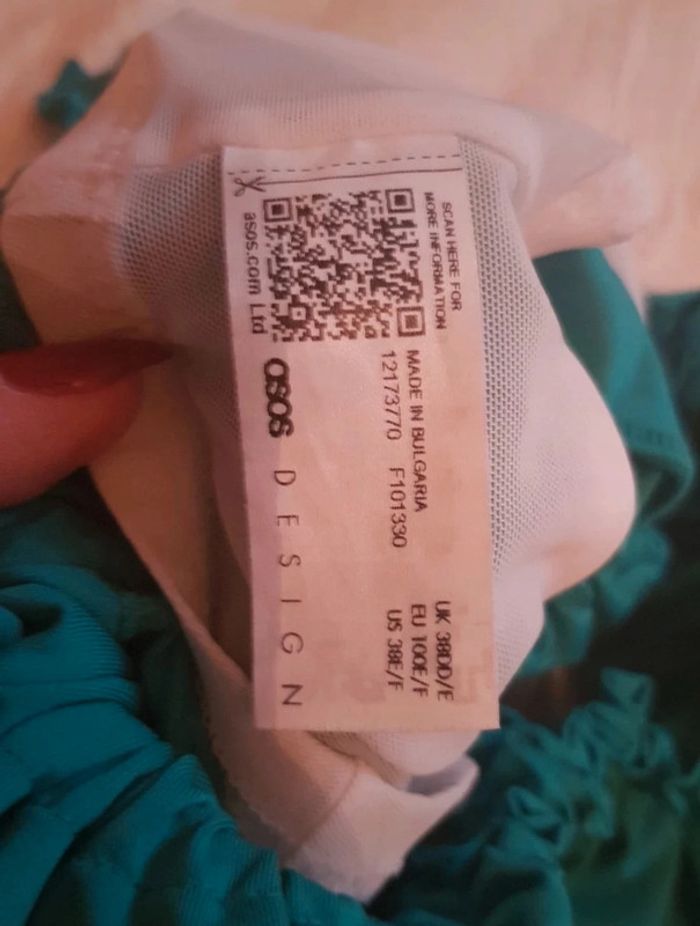 SCAN HERE FOR
MORE INFORMATION
asos.com Ltd
MADE IN BULGARIA
12173770 F101330
asos DESIGN
UK 38DD/E
EU 100E/F
US 38E/F